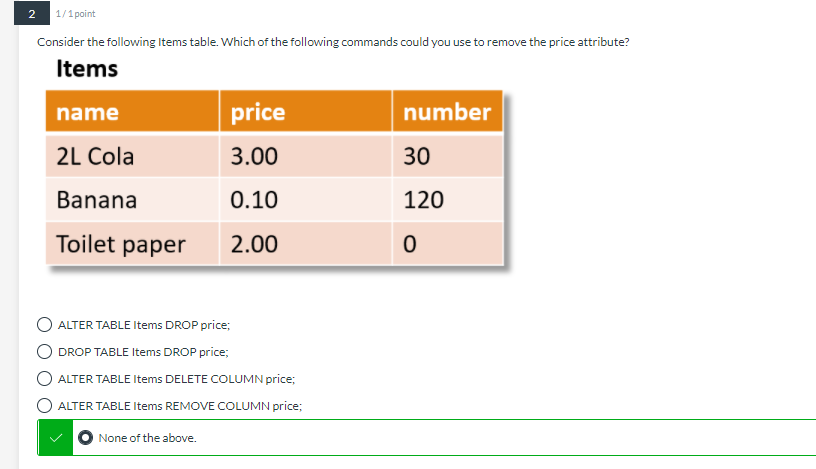 2 1 / 1 point
Consider the following Items table. Which of the following commands could you use to remove the price attribute?
Items
name price number
2L Cola 3.00 30
Banana 0.10 120
Toilet paper 2.00 0
ALTER TABLE Items DROP price;
DROP TABLE Items DROP price;
ALTER TABLE Items DELETE COLUMN price;
ALTER TABLE Items REMOVE COLUMN price;
None of the above.